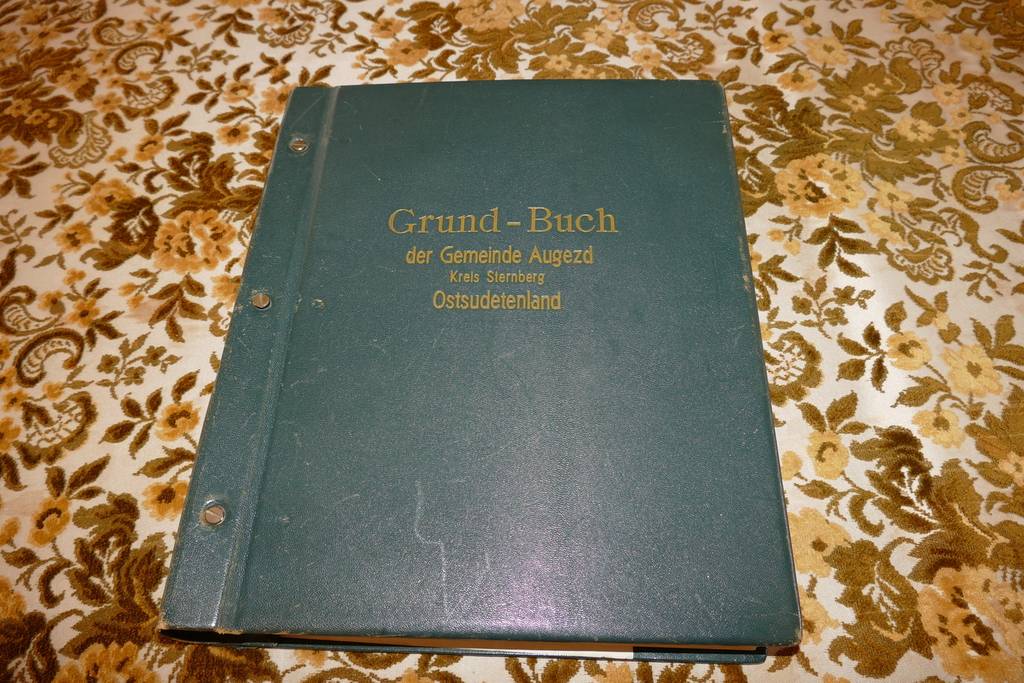 Grund-Buch
der Gemeinde Augezd
Kreis Sternberg
Ostsudetenland